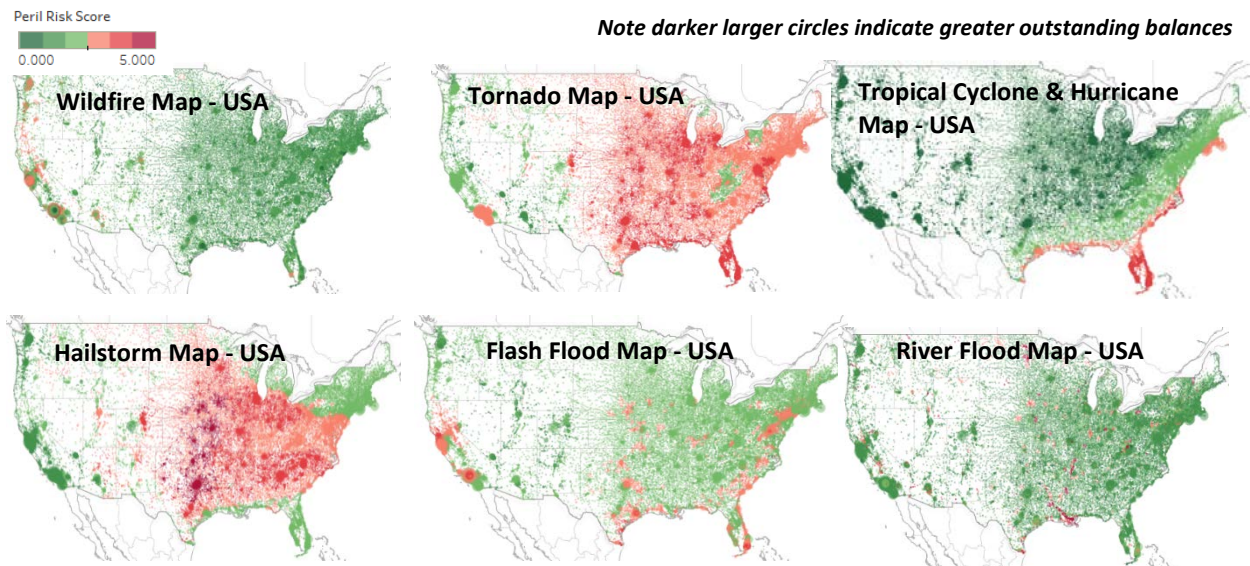 Peril Risk Score
0.000 5.000
Note darker larger circles indicate greater outstanding balances
Wildfire Map - USA
Tornado Map - USA
Tropical Cyclone & Hurricane
Map - USA
Hailstorm Map - USA
Flash Flood Map - USA
River Flood Map - USA